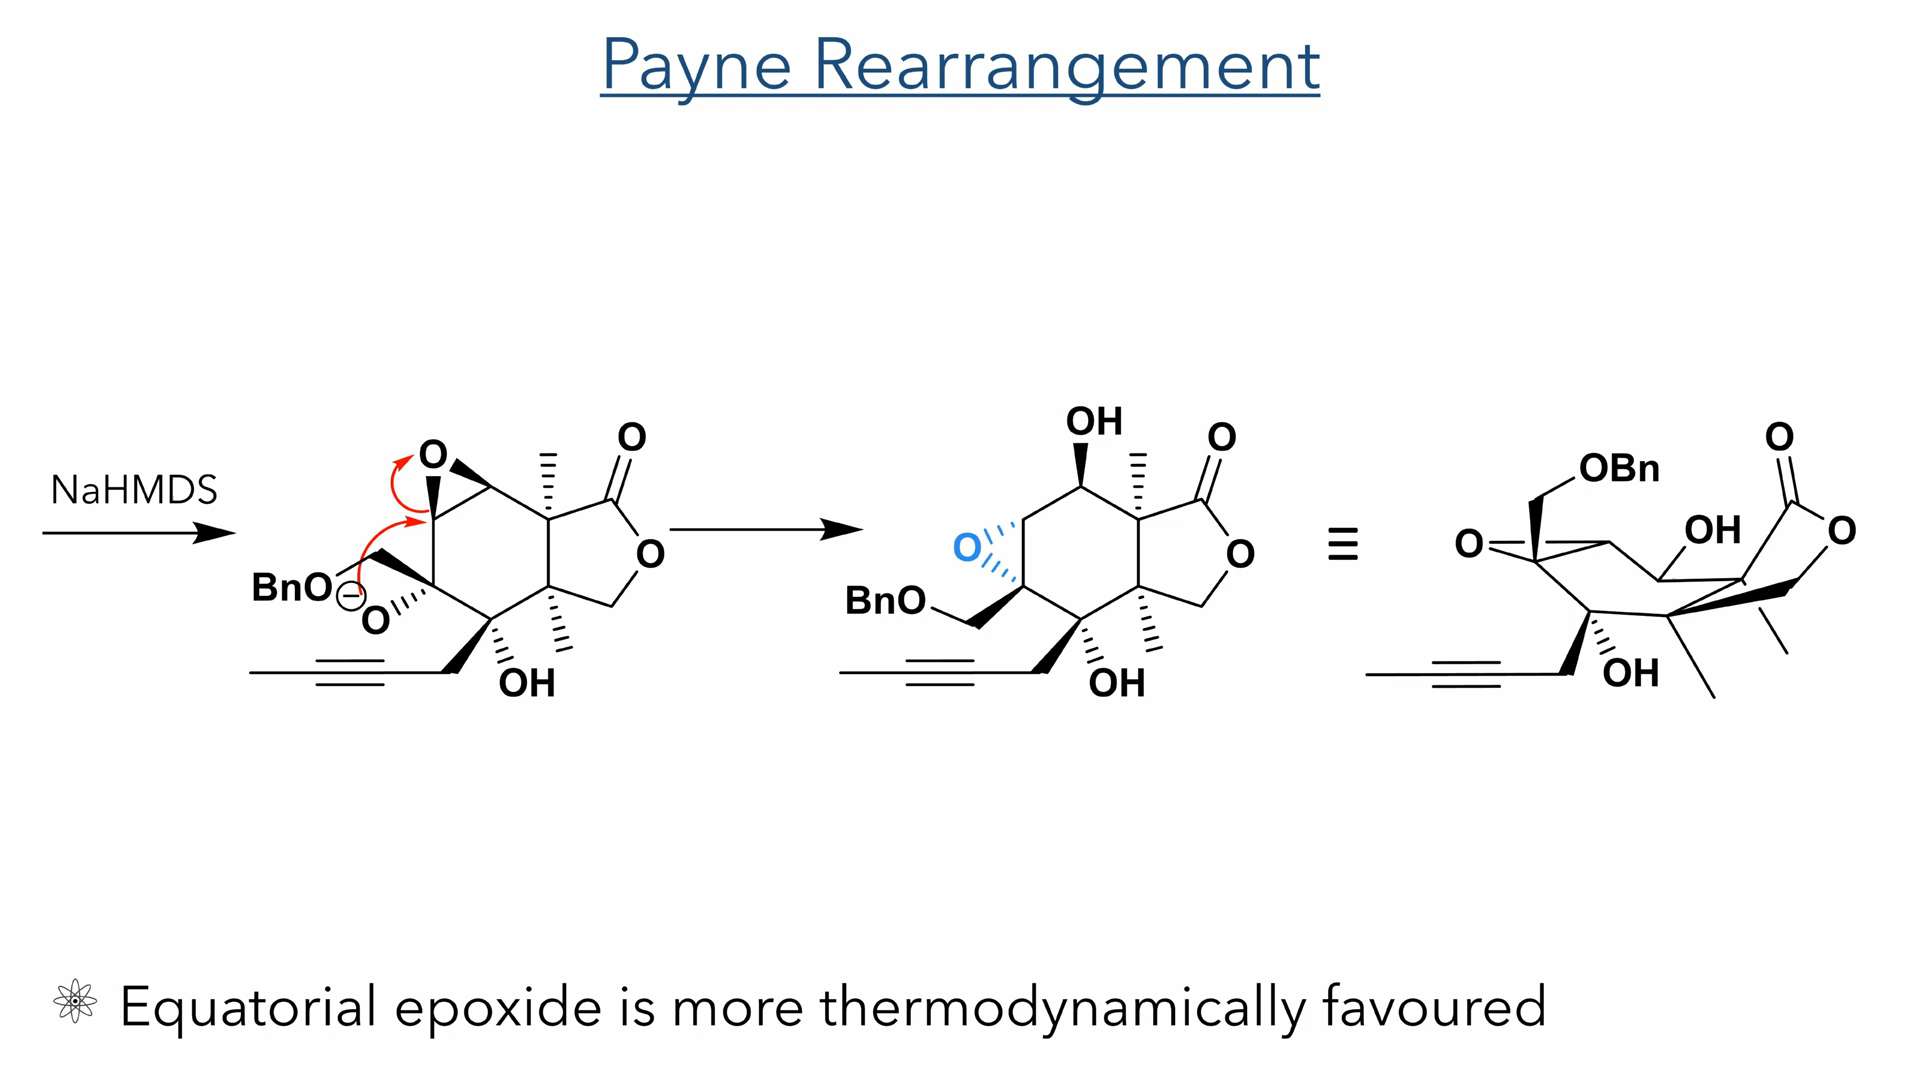 Payne Rearrangement
NaHMDS
O
O
O
BnO
⊖
O
OH
OH
O
O
O
BnO
OH
≡
OBn
O
OH
O
O
OH
Equatorial epoxide is more thermodynamically favoured